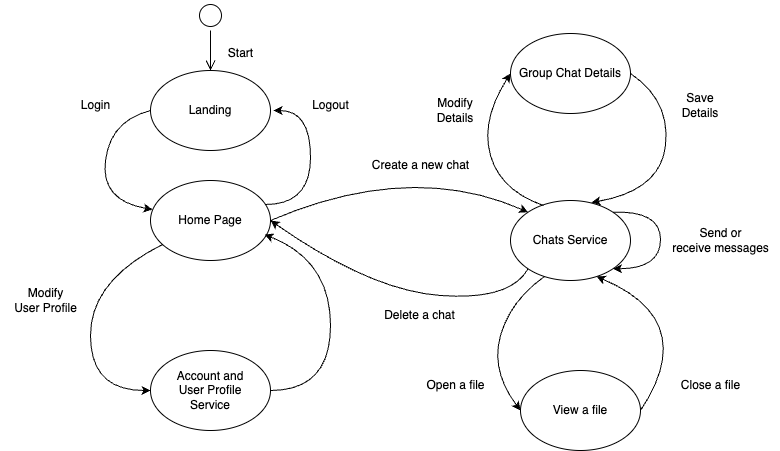 Start
Landing
Login
Logout
Home Page
Modify
User Profile
Account and
User Profile
Service
Create a new chat
Delete a chat
Group Chat Details
Modify
Details
Save
Details
Chats Service
Send or
receive messages
Open a file
Close a file
View a file